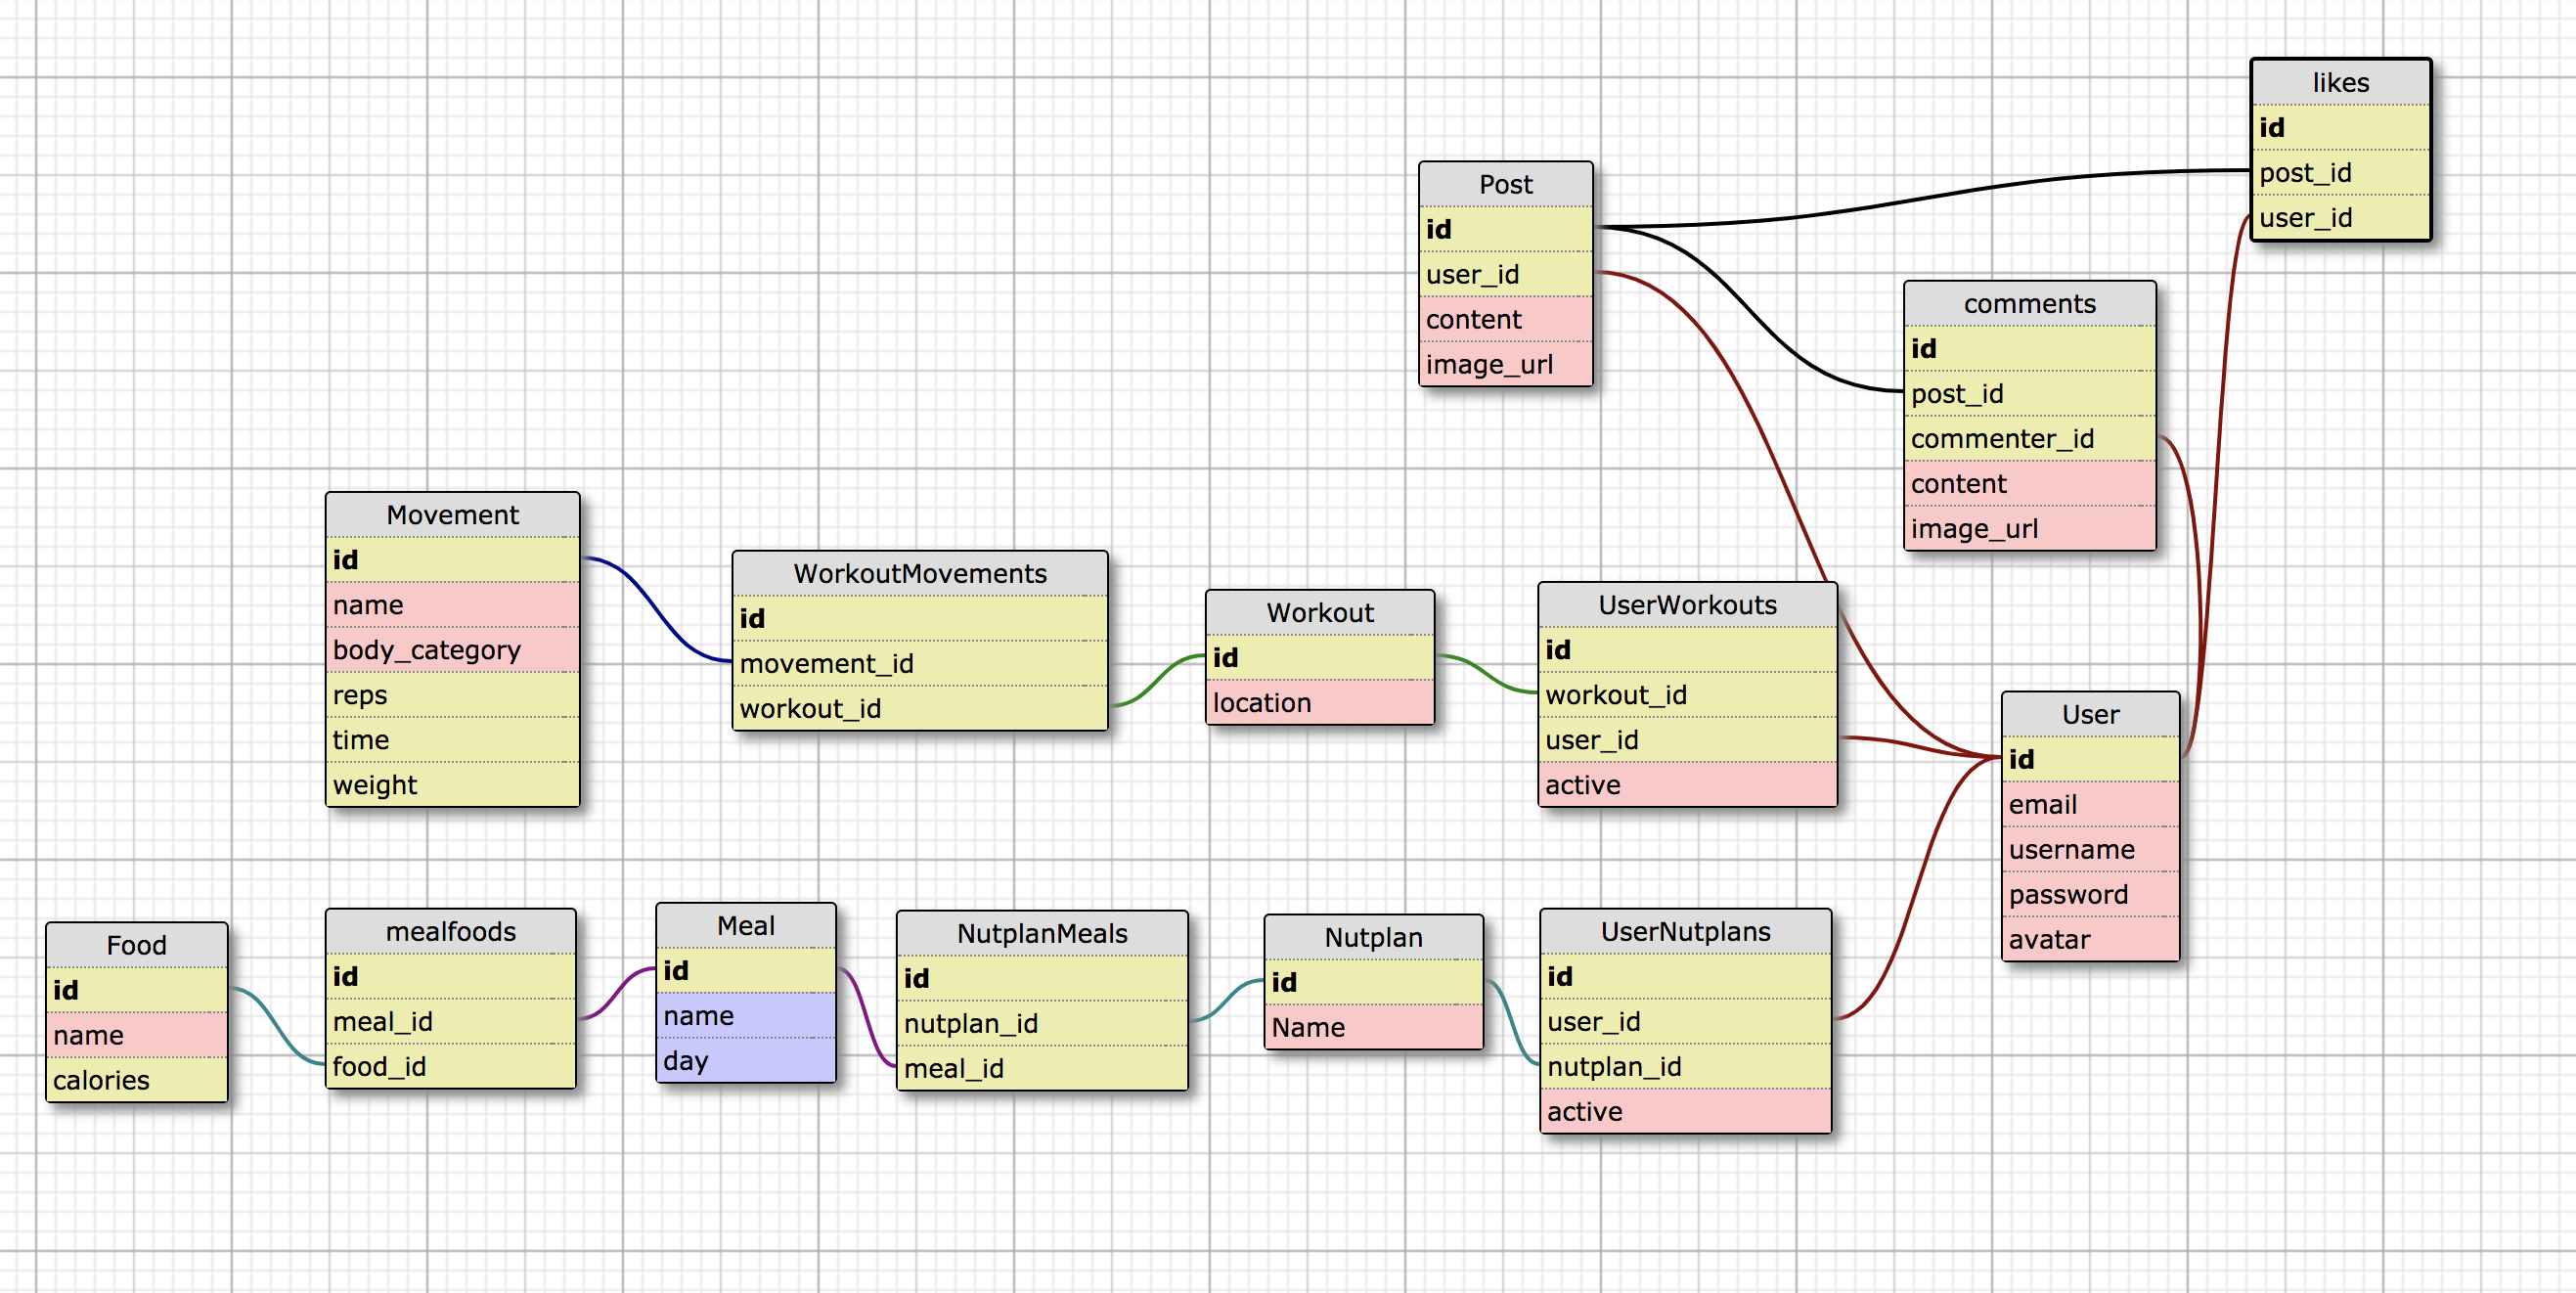 likes
id
post_id
user_id
Post
id
user_id
content
image_url
comments
id
post_id
commenter_id
content
image_url
Movement
id
name
body_category
reps
time
weight
WorkoutMovements
id
movement_id
workout_id
Workout
id
location
UserWorkouts
id
workout_id
user_id
active
User
id
email
username
password
avatar
Food
id
name
calories
mealfoods
id
meal_id
food_id
Meal
id
name
day
NutplanMeals
id
nutplan_id
meal_id
Nutplan
id
Name
UserNutplans
id
user_id
nutplan_id
active